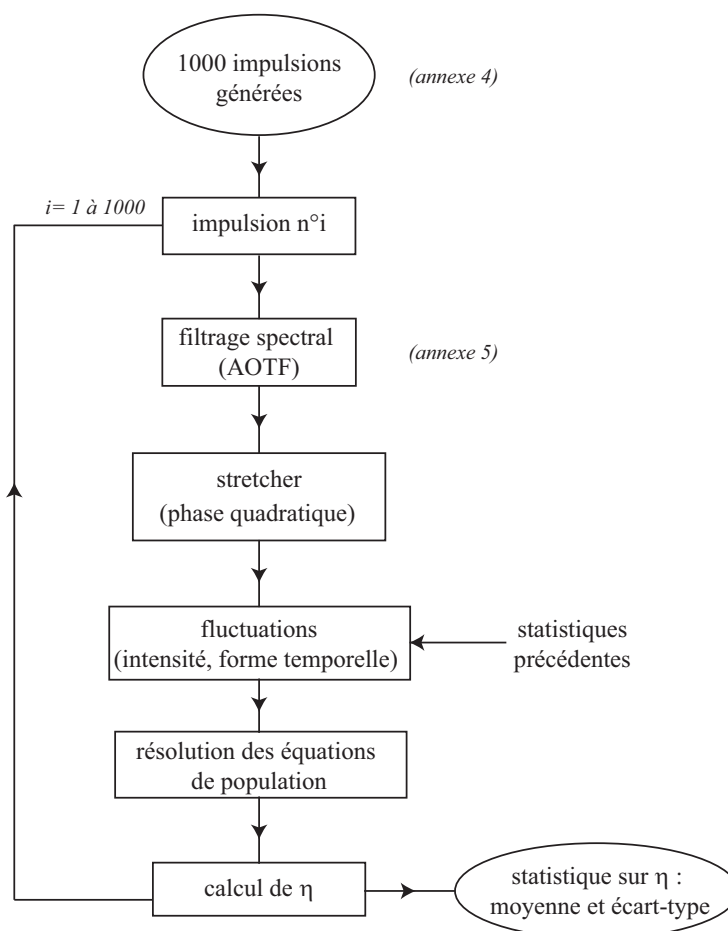 1000 impulsions
générées
(annexe 4)
i= 1 à 1000
impulsion n°i
filtrage spectral
(AOTF)
(annexe 5)
stretcher
(phase quadratique)
fluctuations
(intensité, forme temporelle)
statistiques
précédentes
résolution des équations
de population
calcul de η
statistique sur η :
moyenne et écart-type